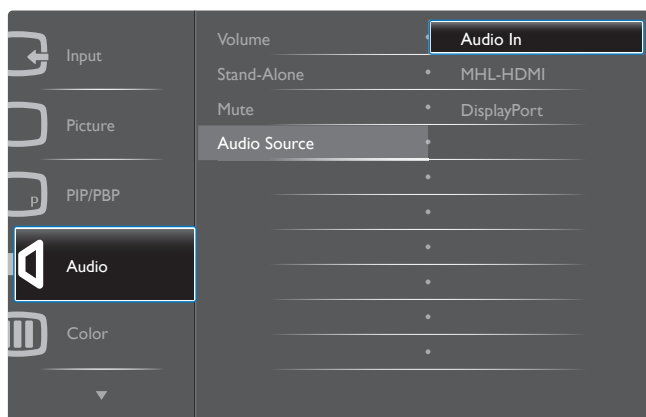 Input
Picture
P
PIP/PBP
Audio
Color
Volume
Stand-Alone
Mute
Audio Source
Audio In
MHL-HDMI
DisplayPort